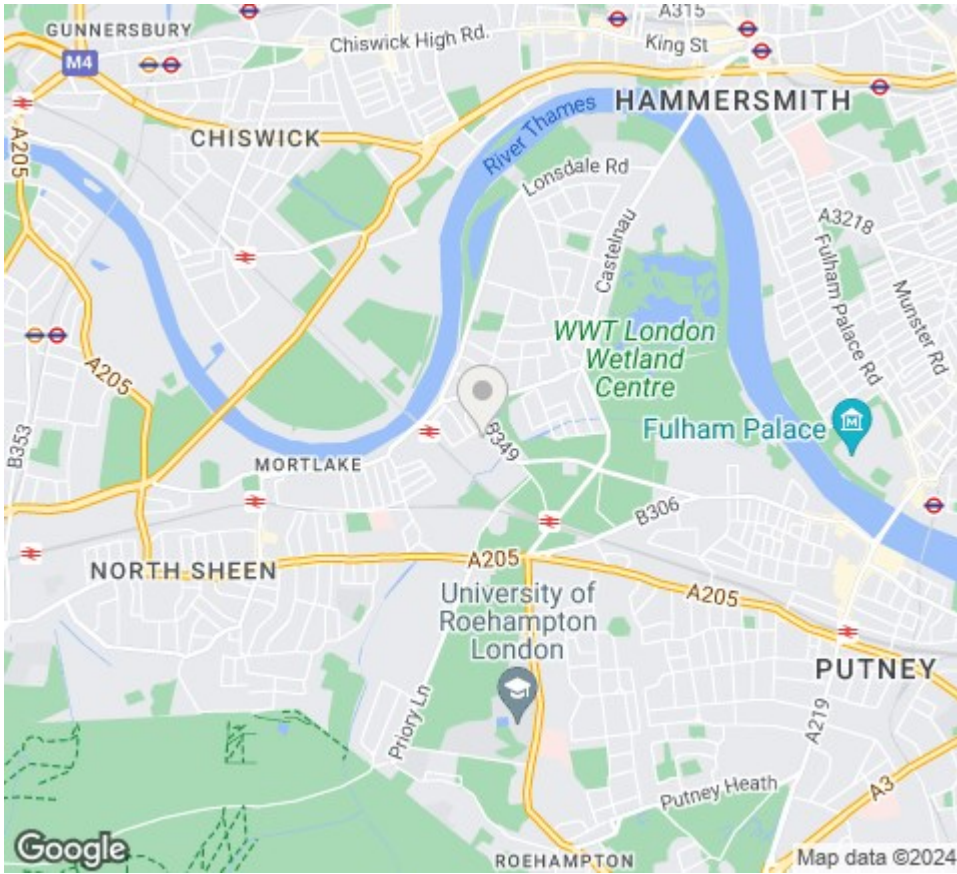 A315
GUNNERSBURY
Chiswick High Rd.
King St
M4
HAMMERSMITH
A205
CHISWICK
River Thames
Lonsdale Rd
A3218
Castelnau
Fulham Palace Rd
Munster Rd
WWT London
Wetland
Centre
A205
B353
Fulham Palace
B349
MORTLAKE
B306
A205
NORTH SHEEN
A205
University of
Roehampton
London
PUTNEY
Priory Ln
A219
Putney Heath
A3
Google
ROEHAMPTON
Map data ©2024